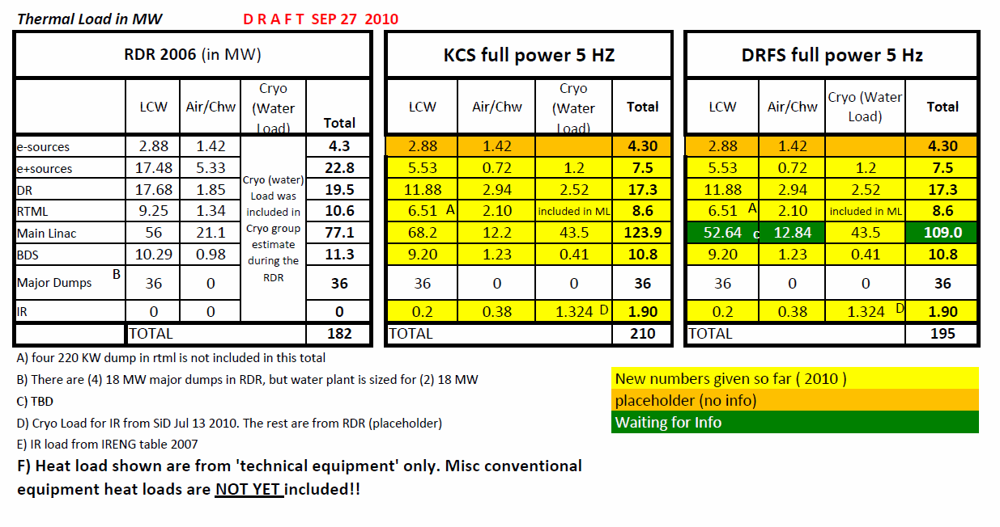 Thermal Load in MW D R A F T SEP 27 2010
RDR 2006 (in MW) KCS full power 5 HZ DRFS full power 5 Hz
LCW Air/Chw Cryo (Water Load) Total LCW Air/Chw Cryo (Water Load) Total LCW Air/Chw Cryo (Water Load) Total
e-sources 2.88 1.42 4.3 2.88 1.42 4.30 2.88 1.42 4.30
e+sources 17.48 5.33 22.8 5.53 0.72 1.2 7.5 5.53 0.72 1.2 7.5
DR 17.68 1.85 19.5 11.88 2.94 2.52 17.3 11.88 2.94 2.52 17.3
RTML 9.25 1.34 10.6 6.51 A 2.10 included in ML 8.6 6.51 A 2.10 included in ML 8.6
Main Linac 56 21.1 77.1 68.2 12.2 43.5 123.9 52.64 c 12.84 43.5 109.0
BDS 10.29 0.98 11.3 9.20 1.23 0.41 10.8 9.20 1.23 0.41 10.8
Major Dumps B 36 0 36 36 0 0 36 36 0 0 36
IR 0 0 0 0.2 0.38 1.324 D 1.90 0.2 0.38 1.324 D 1.90
Cryo (water)
Load was
included in
Cryo group
estimate
during the
RDR
TOTAL 182 TOTAL 210 TOTAL 195
A) four 220 KW dump in rtml is not included in this total
B) There are (4) 18 MW major dumps in RDR, but water plant is sized for (2) 18 MW
C) TBD
D) Cryo Load for IR from SiD Jul 13 2010. The rest are from RDR (placeholder)
E) IR load from IRENG table 2007
F) Heat load shown are from 'technical equipment' only. Misc conventional
equipment heat loads are NOT YET included!!
New numbers given so far ( 2010 )
placeholder (no info)
Waiting for Info